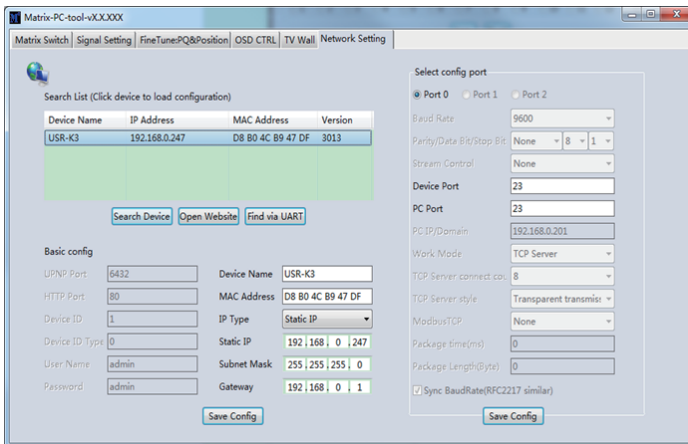 Matrix-PC-tool-vX.X.XXX
Matrix Switch Signal Setting FineTune:PQ&Position OSD CTRL TV Wall Network Setting
Search List (Click device to load configuration)
Device Name IP Address MAC Address Version
USR-K3 192.168.0.247 D8 B0 4C B9 47 DF 3013
Search Device Open Website Find via UART
Basic config
UPNP Port 6432 Device Name USR-K3
HTTP Port 80 MAC Address D8 B0 4C B9 47 DF
Device ID 1 IP Type Static IP
Device ID Type 0 Static IP 192 . 168 . 0 . 247
User Name admin Subnet Mask 255 . 255 . 255 . 0
Password admin Gateway 192 . 168 . 0 . 1
Save Config
Select config port
Port 0 Port 1 Port 2
Baud Rate 9600
Parity/Data Bit/Stop Bit None 8 1
Stream Control None
Device Port 23
PC Port 23
PC IP/Domain 192.168.0.201
Work Mode TCP Server
TCP Server connect cou 8
TCP Server style Transparent transmis
ModbusTCP None
Package time(ms) 0
Package Length(Byte) 0
Sync BaudRate(RFC2217 similar)
Save Config